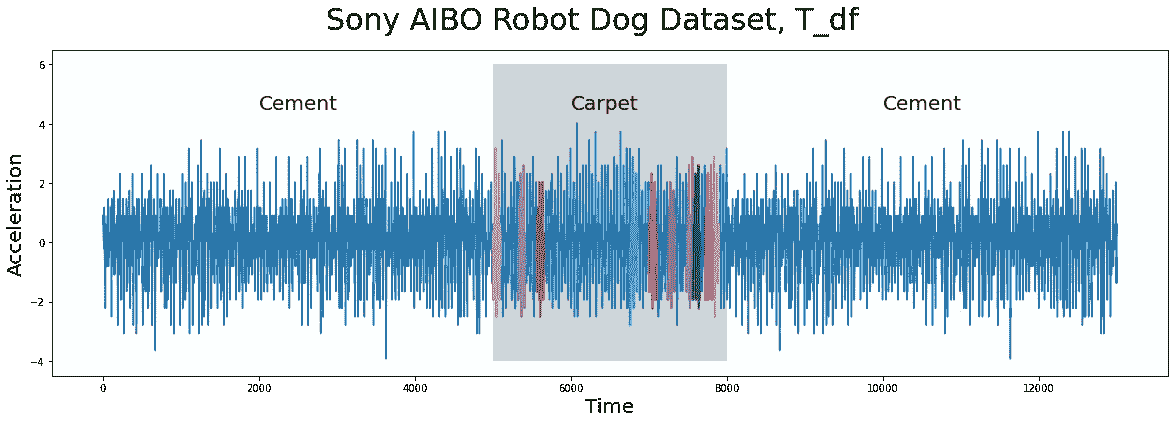 Sony AIBO Robot Dog Dataset, T_df
6
Cement Carpet Cement
4
2
0
−2
−4
Acceleration
0 2000 4000 6000 8000 10000 12000
Time